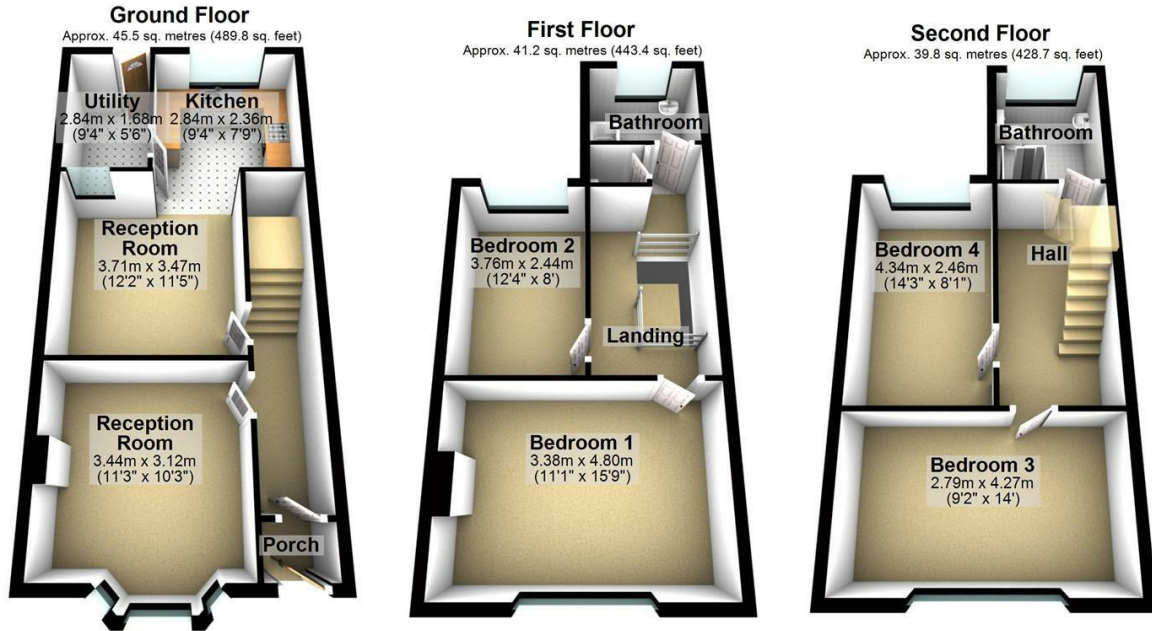 Ground Floor
Approx. 45.5 sq. metres (489.8 sq. feet)
Utility
2.84m x 1.68m
(9'4" x 5'6")
Kitchen
2.84m x 2.36m
(9'4" x 7'9")
Reception
Room
3.71m x 3.47m
(12'2" x 11'5")
Reception
Room
3.44m x 3.12m
(11'3" x 10'3")
Porch
First Floor
Approx. 41.2 sq. metres (443.4 sq. feet)
Bathroom
Bedroom 2
3.76m x 2.44m
(12'4" x 8')
Landing
Bedroom 1
3.38m x 4.80m
(11'1" x 15'9")
Second Floor
Approx. 39.8 sq. metres (428.7 sq. feet)
Bathroom
Bedroom 4
4.34m x 2.46m
(14'3" x 8'1")
Hall
Bedroom 3
2.79m x 4.27m
(9'2" x 14')